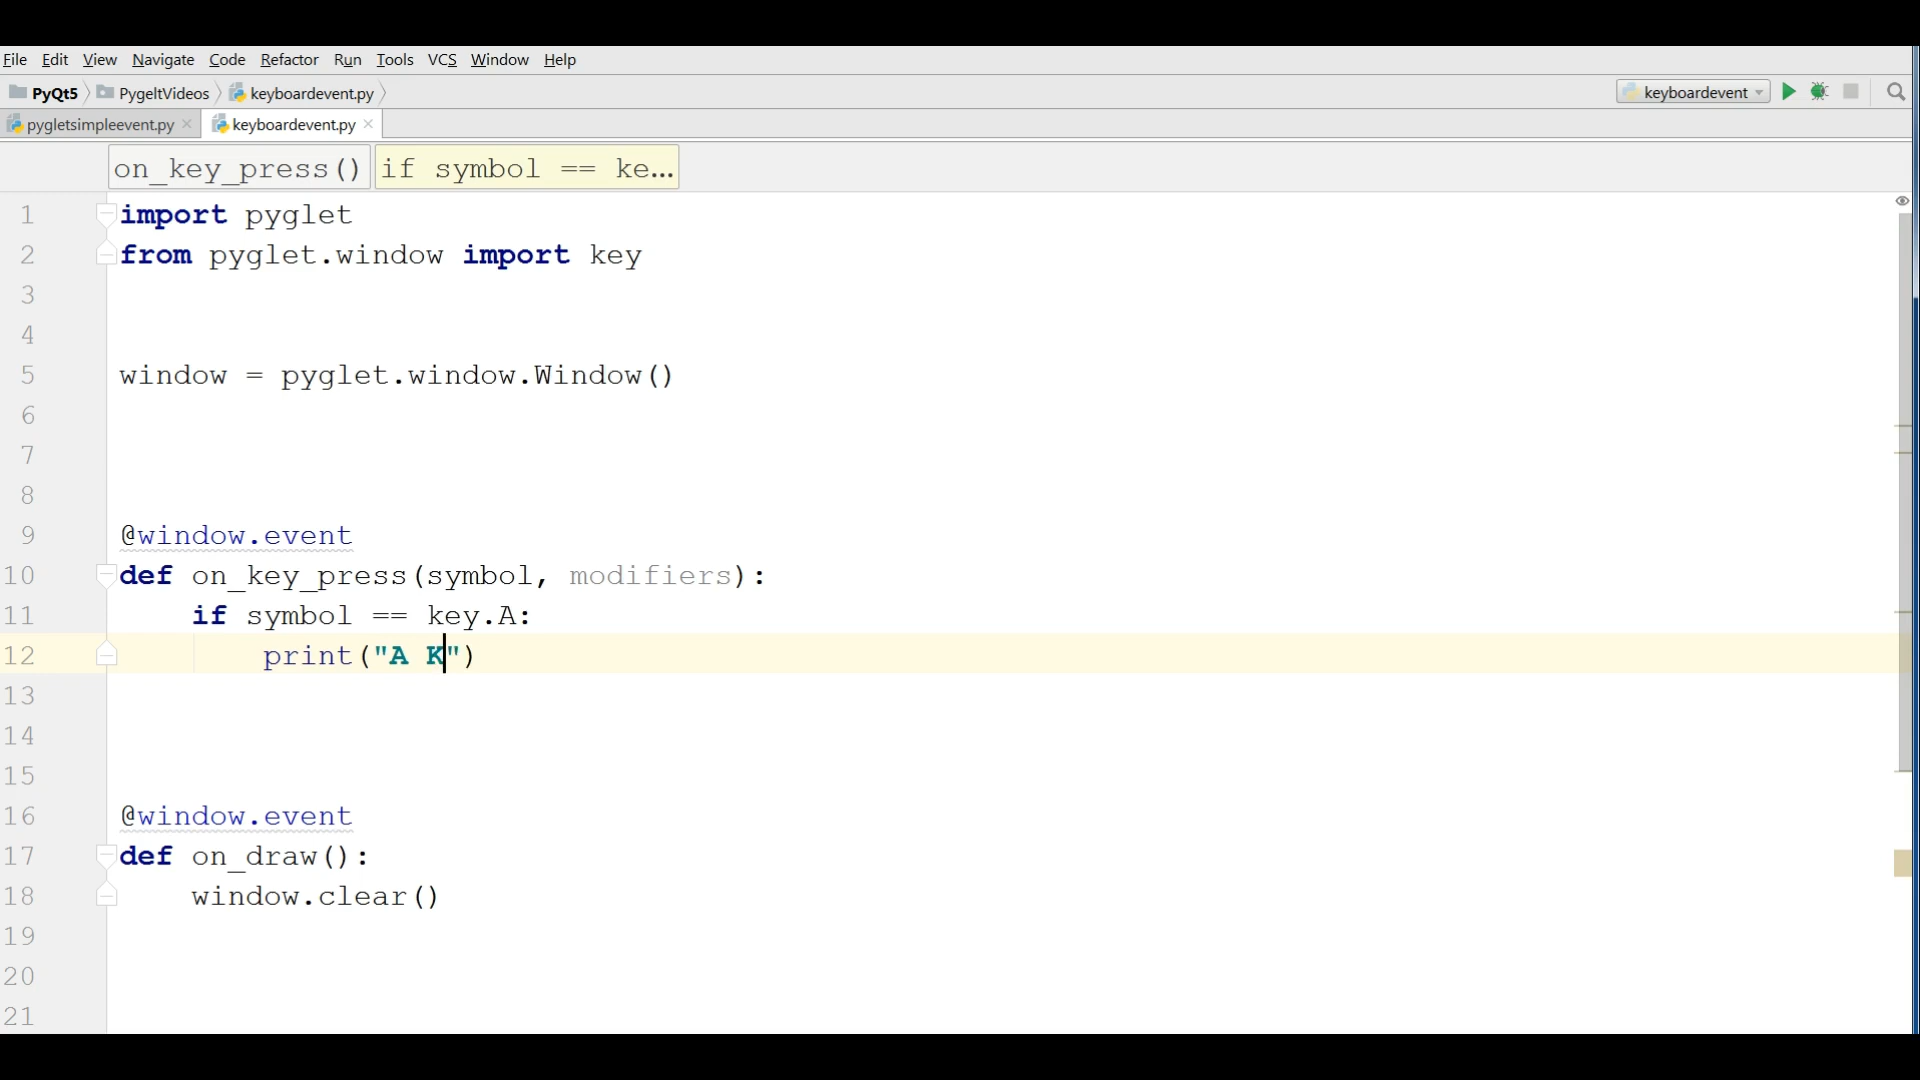 File Edit View Navigate Code Refactor Run Tools VCS Window Help
PyQt5 PygeltVideos keyboardevent.py keyboardevent
pygletsimpleevent.py keyboardevent.py
on_key_press() if symbol == ke...
1 import pyglet
2 from pyglet.window import key
3
4
5 window = pyglet.window.Window()
6
7
8
9 @window.event
10 def on_key_press(symbol, modifiers):
11 if symbol == key.A:
12 print("A K")
13
14
15
16 @window.event
17 def on_draw():
18 window.clear()
19
20
21